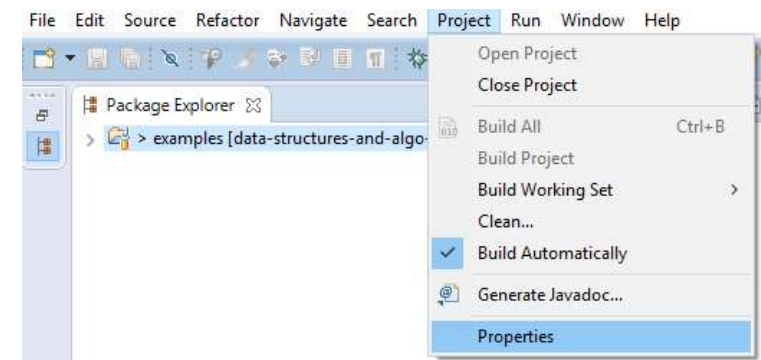 File Edit Source Refactor Navigate Search Project Run Window Help
Package Explorer
> examples [data-structures-and-algo-
Open Project
Close Project
Build All Ctrl+B
Build Project
Build Working Set
Clean...
Build Automatically
Generate Javadoc...
Properties